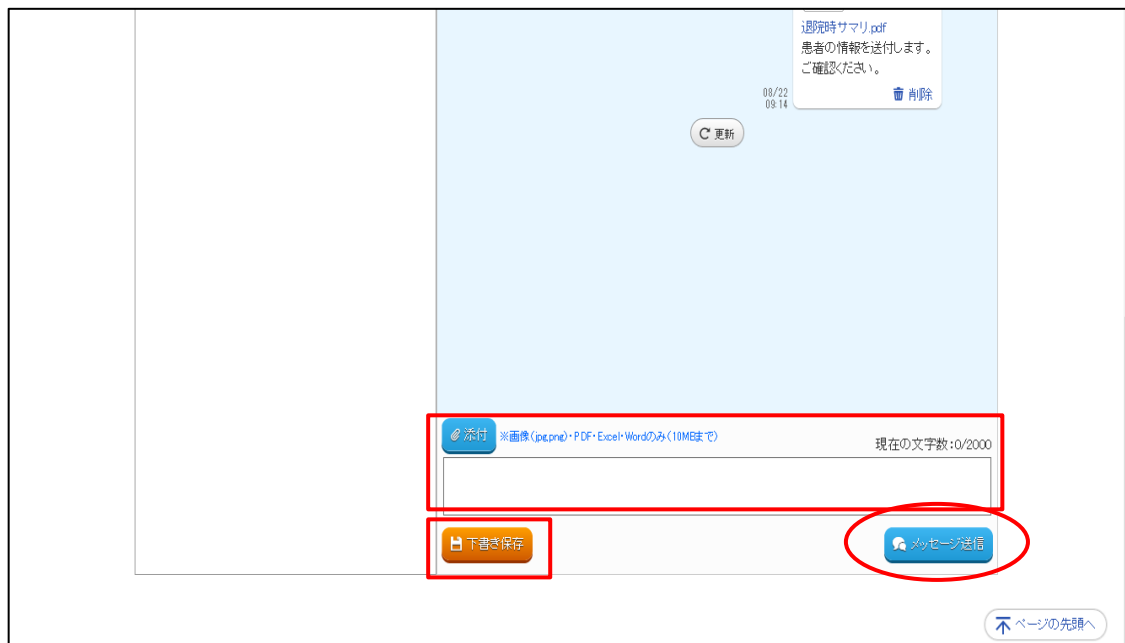 退院時サマリ.pdf
患者の情報を送付します。
ご確認ください。
08/22
09:14
削除
更新
添付
※画像(jpg,png)・PDF・Excel・Wordのみ(10MBまで)
現在の文字数:0/2000
下書き保存
メッセージ送信
ページの先頭へ